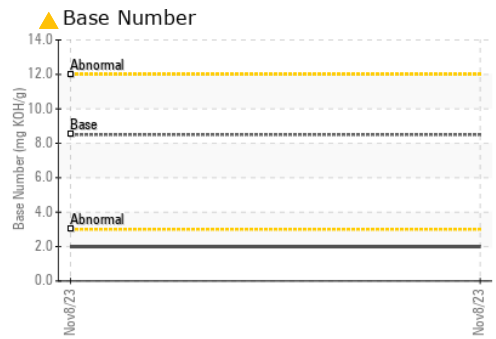 Base Number
14.0
Abnormal
12.0
10.0
Base
8.0
6.0
4.0
Abnormal
2.0
0.0
Base Number (mg KOH/g)
Nov8/23
Nov8/23